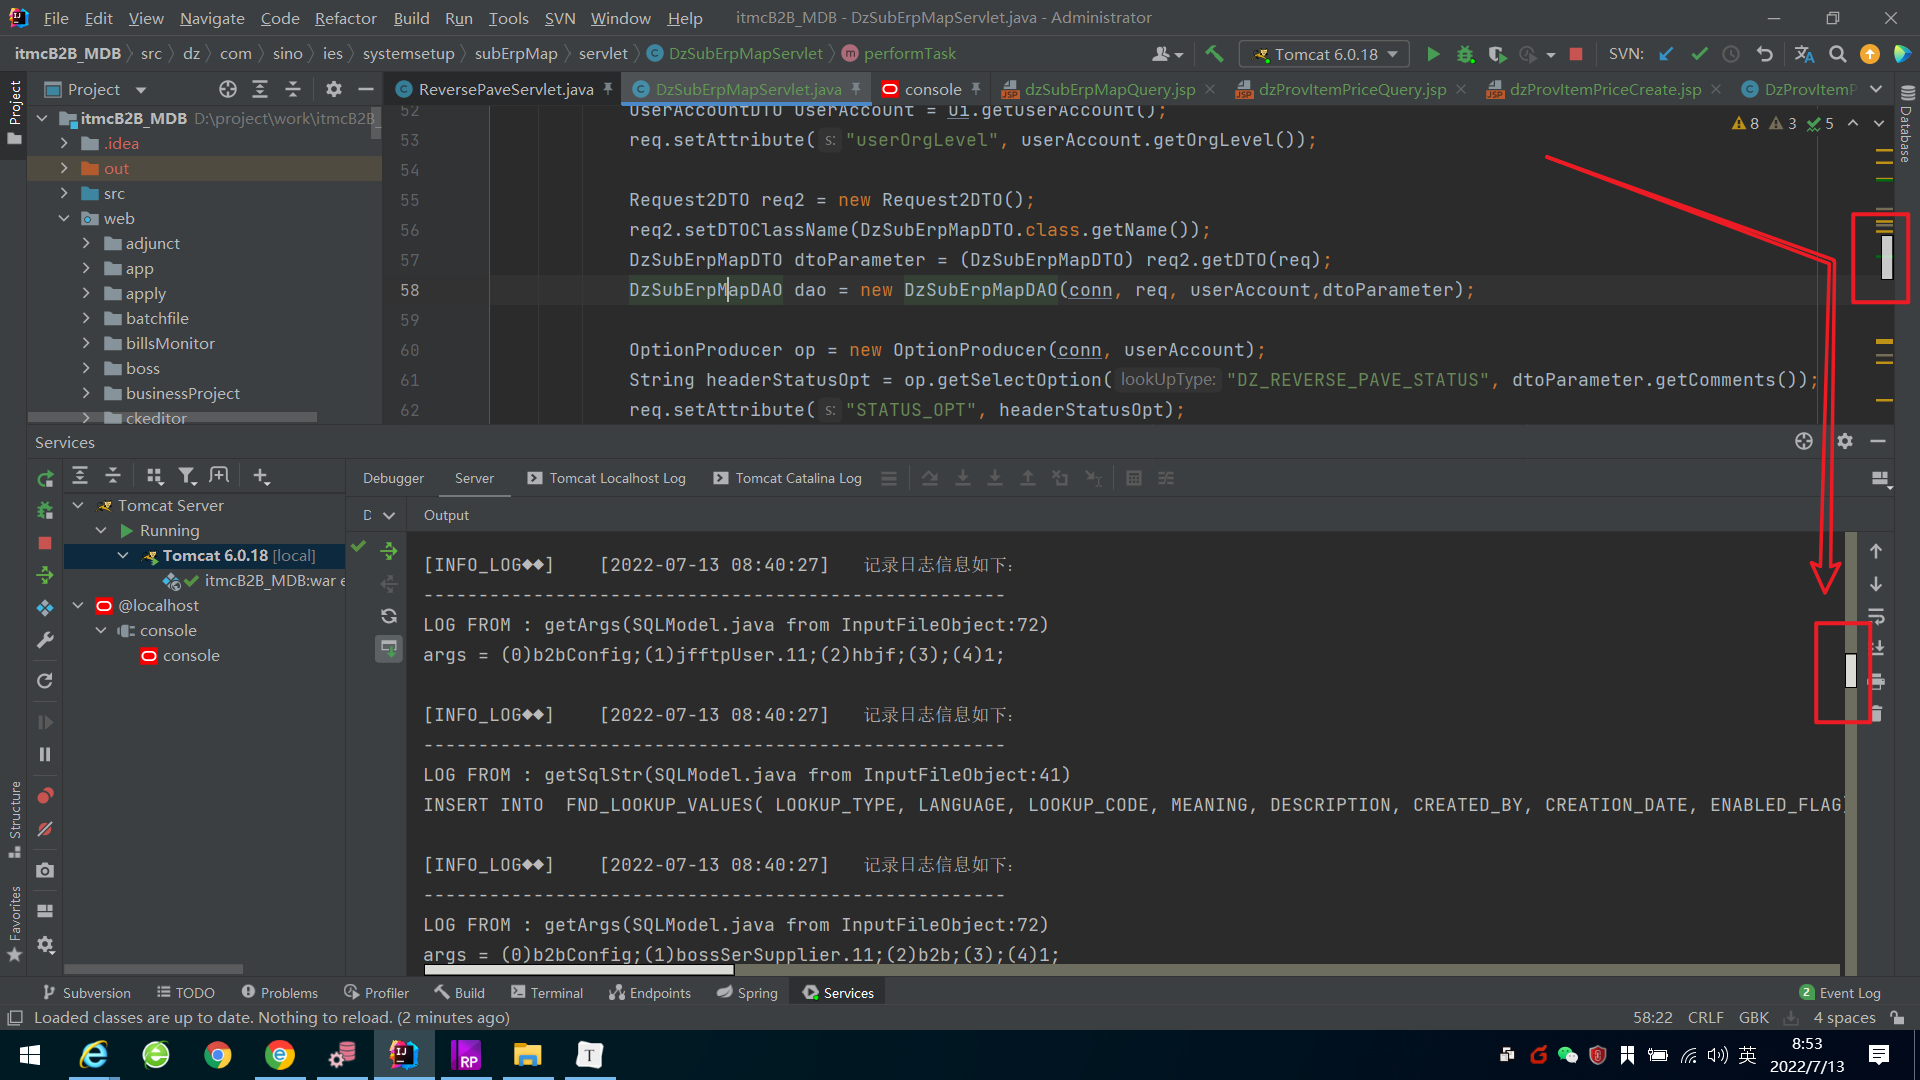 File Edit View Navigate Code Refactor Build Run Tools SVN Window Help itmcB2B_MDB - DzSubErpMapServlet.java - Administrator
itmcB2B_MDB src dz com sino ies systemsetup subErpMap servlet DzSubErpMapServlet performTask Tomcat 6.0.18 SVN:
Project ReversePaveServlet.java DzSubErpMapServlet.java console dzSubErpMapQuery.jsp dzProvItemPriceQuery.jsp dzProvItemPriceCreate.jsp DzProvItemP
Project
Database
itmcB2B_MDB D:\project\work\itmcB2B_
.idea
out
src
web
adjunct
app
apply
batchfile
billsMonitor
boss
businessProject
ckeditor
8 3 5
52 UserAccountDTO userAccount = ui.getUserAccount();
53 req.setAttribute( s: "userOrgLevel", userAccount.getOrgLevel());
54
55 Request2DTO req2 = new Request2DTO();
56 req2.setDTOClassName(DzSubErpMapDTO.class.getName());
57 DzSubErpMapDTO dtoParameter = (DzSubErpMapDTO) req2.getDTO(req);
58 DzSubErpMapDAO dao = new DzSubErpMapDAO(conn, req, userAccount,dtoParameter);
59
60 OptionProducer op = new OptionProducer(conn, userAccount);
61 String headerStatusOpt = op.getSelectOption( lookUpType: "DZ_REVERSE_PAVE_STATUS", dtoParameter.getComments());
62 req.setAttribute( s: "STATUS_OPT", headerStatusOpt);
Services
Debugger Server Tomcat Localhost Log Tomcat Catalina Log
Tomcat Server
Running
Tomcat 6.0.18 [local]
itmcB2B_MDB:war e
@localhost
console
console
D Output
[INFO_LOG◆◆] [2022-07-13 08:40:27] 记录日志信息如下:
-----------------------------------------------------
LOG FROM : getArgs(SQLModel.java from InputFileObject:72)
args = (0)b2bConfig;(1)jfftpUser.11;(2)hbjf;(3);(4)1;
[INFO_LOG◆◆] [2022-07-13 08:40:27] 记录日志信息如下:
-----------------------------------------------------
LOG FROM : getSqlStr(SQLModel.java from InputFileObject:41)
INSERT INTO FND_LOOKUP_VALUES( LOOKUP_TYPE, LANGUAGE, LOOKUP_CODE, MEANING, DESCRIPTION, CREATED_BY, CREATION_DATE, ENABLED_FLAG)
[INFO_LOG◆◆] [2022-07-13 08:40:27] 记录日志信息如下:
-----------------------------------------------------
LOG FROM : getArgs(SQLModel.java from InputFileObject:72)
args = (0)b2bConfig;(1)bossSerSupplier.11;(2)b2b;(3);(4)1;
Structure
Favorites
Subversion TODO Problems Profiler Build Terminal Endpoints Spring Services 2 Event Log
Loaded classes are up to date. Nothing to reload. (2 minutes ago) 58:22 CRLF GBK 4 spaces
IJ RP T 英 8:53
2022/7/13